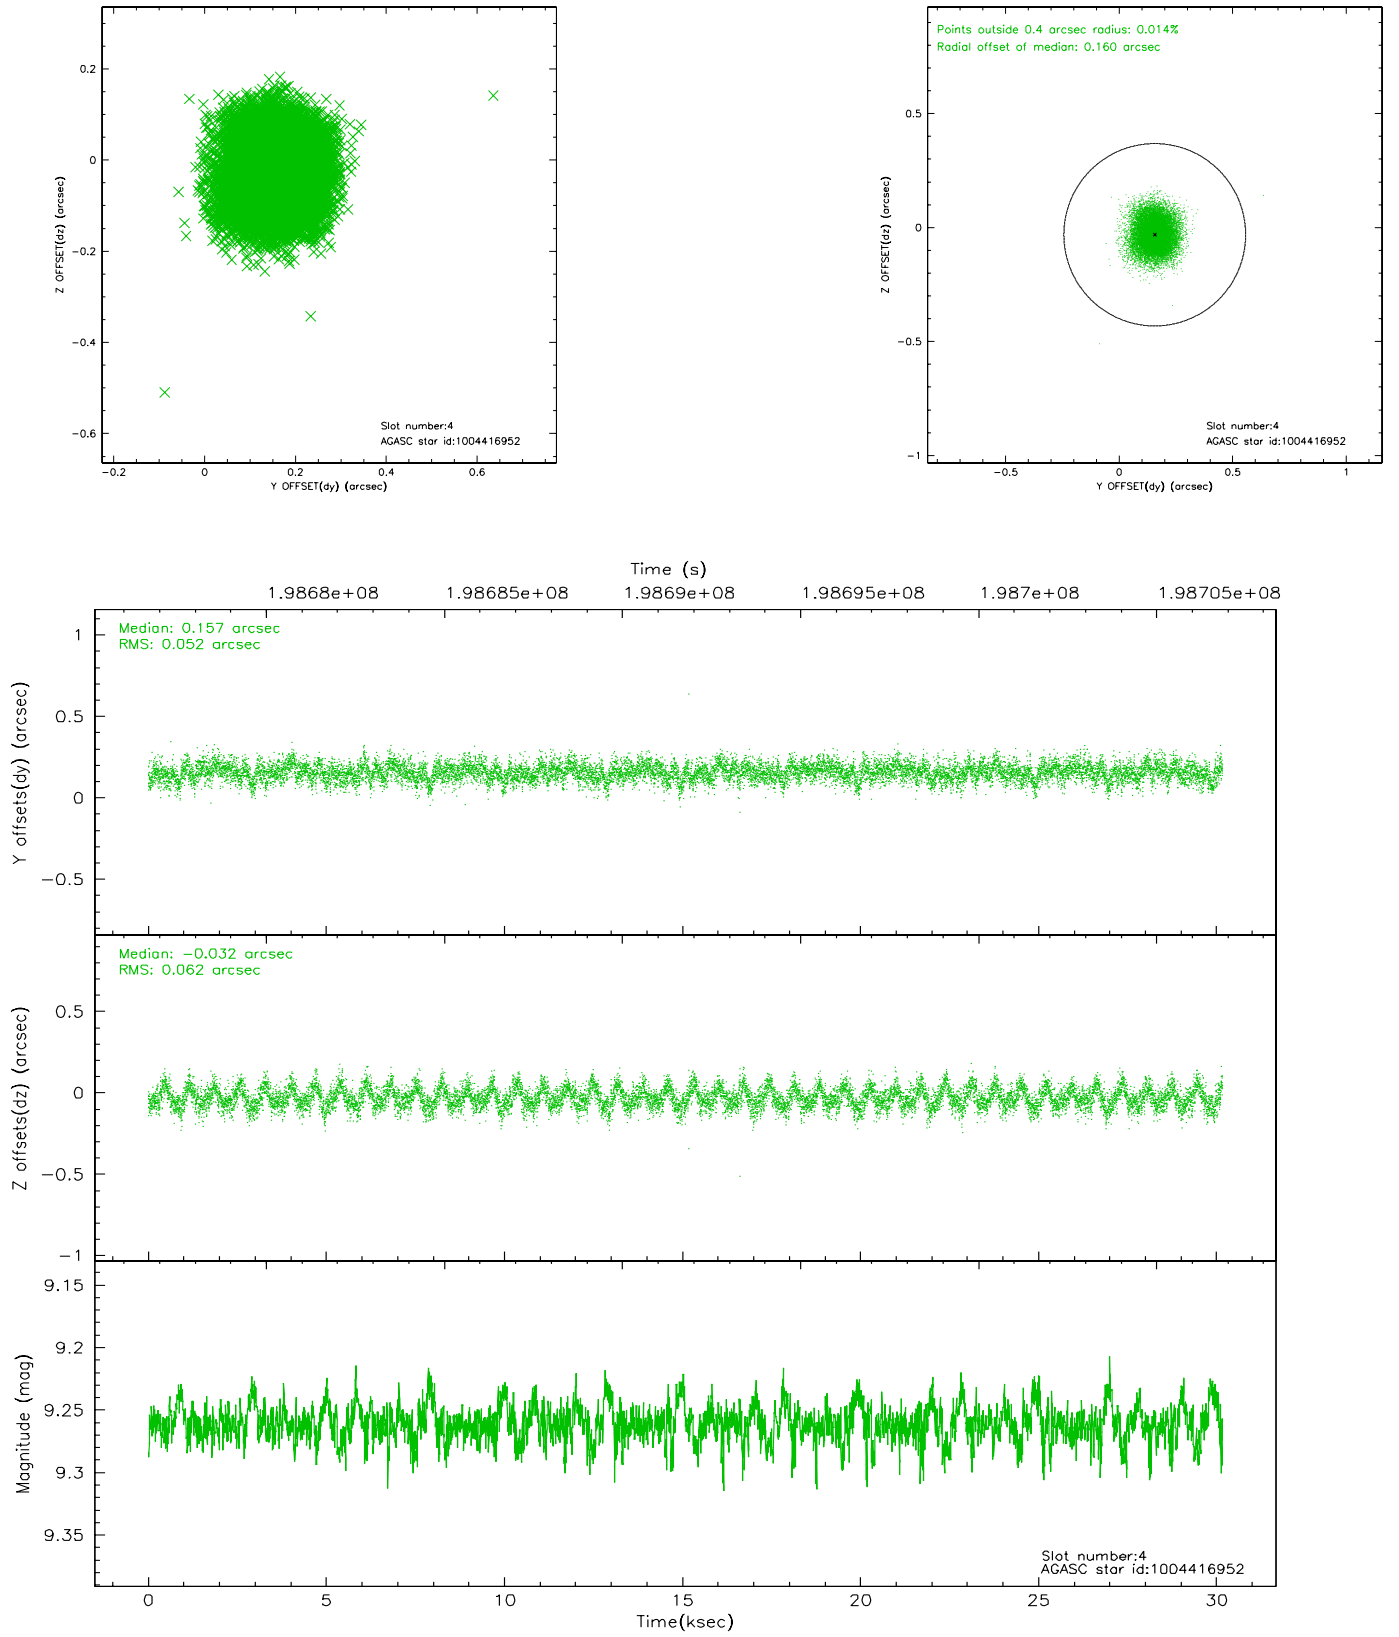 0.2
0
−0.2
−0.4
−0.6
Z OFFSET(dz) (arcsec)
Slot number:4
AGASC star id:1004416952
−0.2 0 0.2 0.4 0.6
Y OFFSET(dy) (arcsec)
Points outside 0.4 arcsec radius: 0.014%
Radial offset of median: 0.160 arcsec
0.5
0
−0.5
−1
Z OFFSET(dz) (arcsec)
Slot number:4
AGASC star id:1004416952
−0.5 0 0.5 1
Y OFFSET(dy) (arcsec)
Time (s)
1.9868e+08 1.98685e+08 1.9869e+08 1.98695e+08 1.987e+08 1.98705e+08
Median: 0.157 arcsec
RMS: 0.052 arcsec
1
0.5
0
−0.5
Y offsets(dy) (arcsec)
Median: −0.032 arcsec
RMS: 0.062 arcsec
0.5
0
−0.5
−1
Z offsets(dz) (arcsec)
9.15
9.2
9.25
9.3
9.35
Magnitude (mag)
Slot number:4
AGASC star id:1004416952
0 5 10 15 20 25 30
Time(ksec)